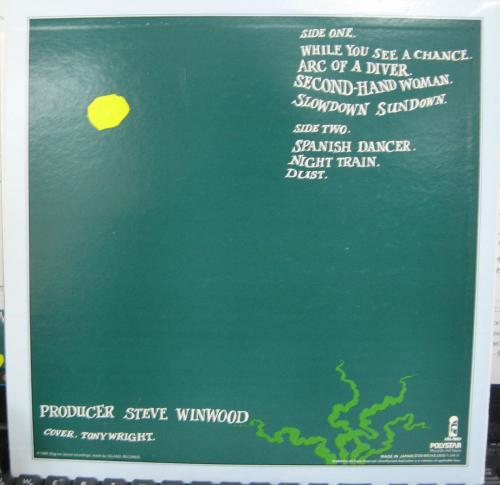 SIDE ONE.
WHILE YOU SEE A CHANCE.
ARC OF A DIVER.
SECOND-HAND WOMAN.
SLOWDOWN SUNDOWN.
SIDE TWO.
SPANISH DANCER.
NIGHT TRAIN.
DUST.
PRODUCER STEVE WINWOOD
COVER. TONY WRIGHT.
ISLAND
POLYSTAR
MADE IN JAPAN